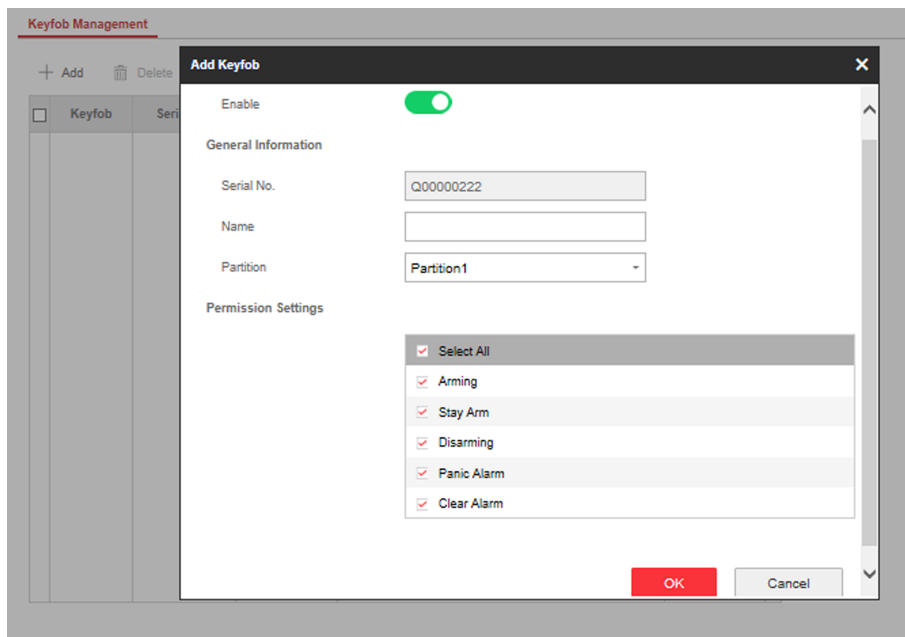 Keyfob Management
Add Delete
Keyfob Seri
Add Keyfob
Enable
General Information
Serial No. Q00000222
Name
Partition Partition1
Permission Settings
Select All
Arming
Stay Arm
Disarming
Panic Alarm
Clear Alarm
OK Cancel